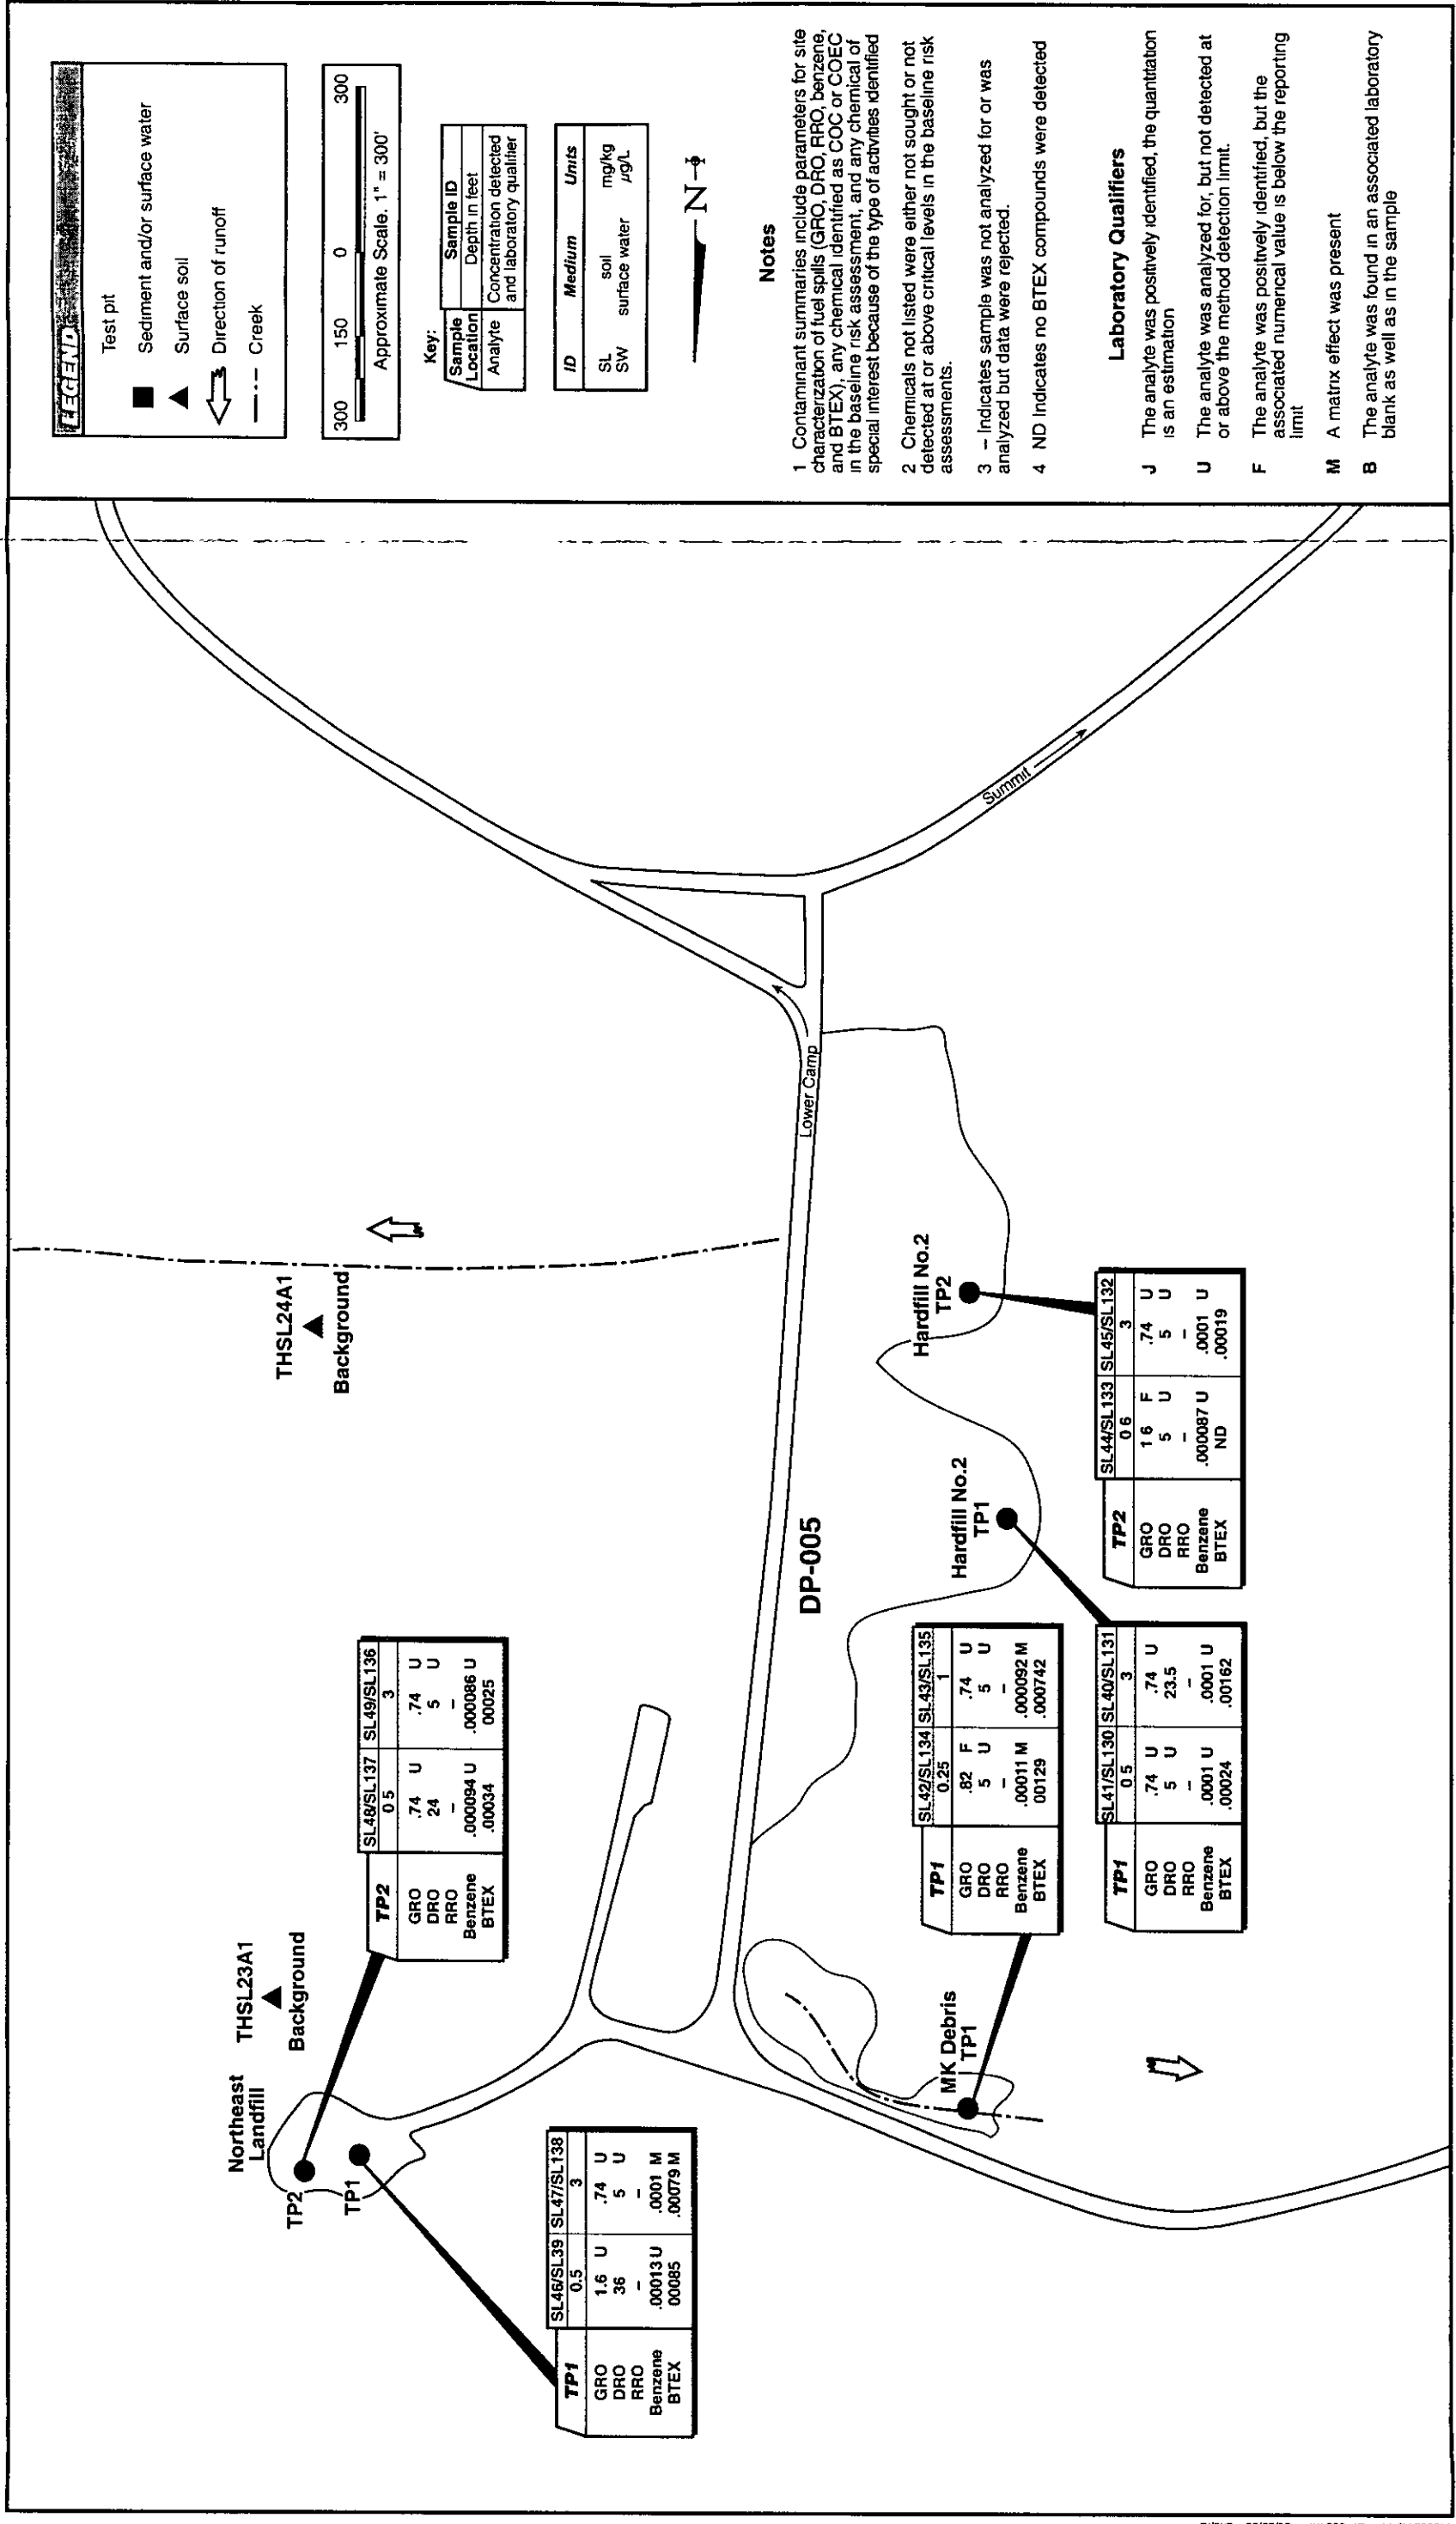 LEGEND
Test pit
Sediment and/or surface water
Surface soil
Direction of runoff
Creek
300 150 0 300
Approximate Scale. 1" = 300'
Key:
Sample Location
Sample ID
Depth in feet
Analyte
Concentration detected and laboratory qualifier
ID Medium Units
SL soil mg/kg
SW surface water µg/L
N
Notes
1 Contaminant summaries include parameters for site
characterization of fuel spills (GRO, DRO, RRO, benzene,
and BTEX), any chemical identified as COC or COEC
in the baseline risk assessment, and any chemical of
special interest because of the type of activities identified
2 Chemicals not listed were either not sought or not
detected at or above critical levels in the baseline risk
assessments.
3 – Indicates sample was not analyzed for or was
analyzed but data were rejected.
4 ND Indicates no BTEX compounds were detected
Laboratory Qualifiers
J The analyte was positively identified, the quantitation
is an estimation
U The analyte was analyzed for, but not detected at
or above the method detection limit.
F The analyte was positively identified, but the
associated numerical value is below the reporting
limit
M A matrix effect was present
B The analyte was found in an associated laboratory
blank as well as in the sample
Northeast
Landfill
TP2
TP1
THSL23A1
Background
THSL24A1
Background
TP2 SL48/SL137 SL49/SL136
0 5 3
GRO .74 U .74 U
DRO 24 5 U
RRO – –
Benzene .000094 U .000086 U
BTEX .00034 00025
TP1 SL46/SL39 SL47/SL138
0.5 3
GRO 1.6 U .74 U
DRO 36 5 U
RRO – –
Benzene .00013 U .0001 M
BTEX 00085 .00079 M
DP-005
Lower Camp
Summit
MK Debris
TP1
Hardfill No.2
TP1
Hardfill No.2
TP2
TP1 SL42/SL134 SL43/SL135
0.25 1
GRO .82 F .74 U
DRO 5 U 5 U
RRO – –
Benzene .00011 M .000092 M
BTEX 00129 .000742
TP1 SL41/SL130 SL40/SL131
0 5 3
GRO .74 U .74 U
DRO 5 U 23.5
RRO – –
Benzene .0001 U .0001 U
BTEX .00024 .00162
TP2 SL44/SL133 SL45/SL132
0 6 3
GRO 1 6 F .74 U
DRO 5 U 5 U
RRO – –
Benzene .000087 U .0001 U
BTEX ND .00019